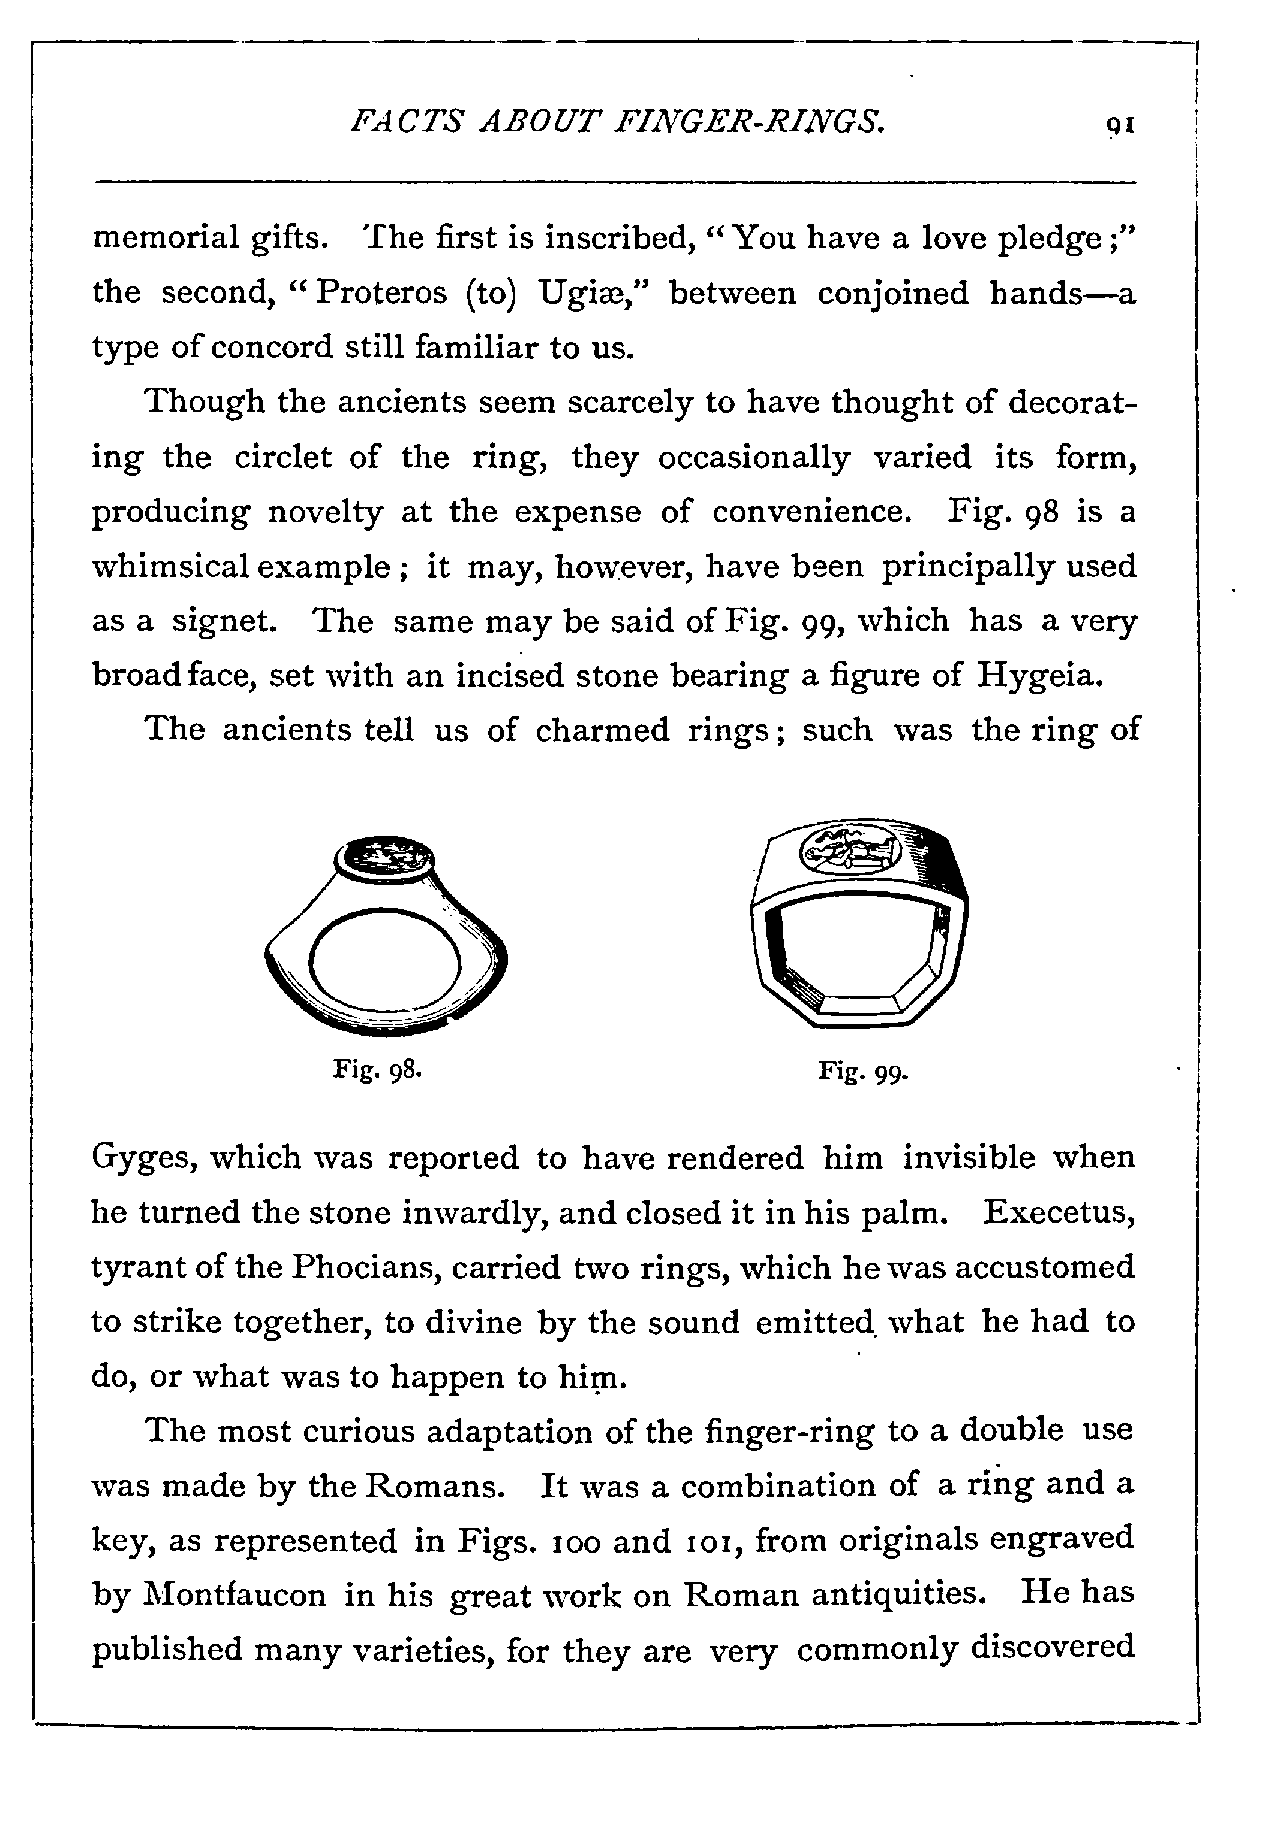 FACTS ABOUT FINGER-RINGS. 91
memorial gifts. The first is inscribed, “You have a love pledge;”
the second, “Proteros (to) Ugiæ,” between conjoined hands—a
type of concord still familiar to us.
Though the ancients seem scarcely to have thought of decorat-
ing the circlet of the ring, they occasionally varied its form,
producing novelty at the expense of convenience. Fig. 98 is a
whimsical example; it may, however, have been principally used
as a signet. The same may be said of Fig. 99, which has a very
broad face, set with an incised stone bearing a figure of Hygeia.
The ancients tell us of charmed rings; such was the ring of
Fig. 98. Fig. 99.
Gyges, which was reported to have rendered him invisible when
he turned the stone inwardly, and closed it in his palm. Execetus,
tyrant of the Phocians, carried two rings, which he was accustomed
to strike together, to divine by the sound emitted what he had to
do, or what was to happen to him.
The most curious adaptation of the finger-ring to a double use
was made by the Romans. It was a combination of a ring and a
key, as represented in Figs. 100 and 101, from originals engraved
by Montfaucon in his great work on Roman antiquities. He has
published many varieties, for they are very commonly discovered